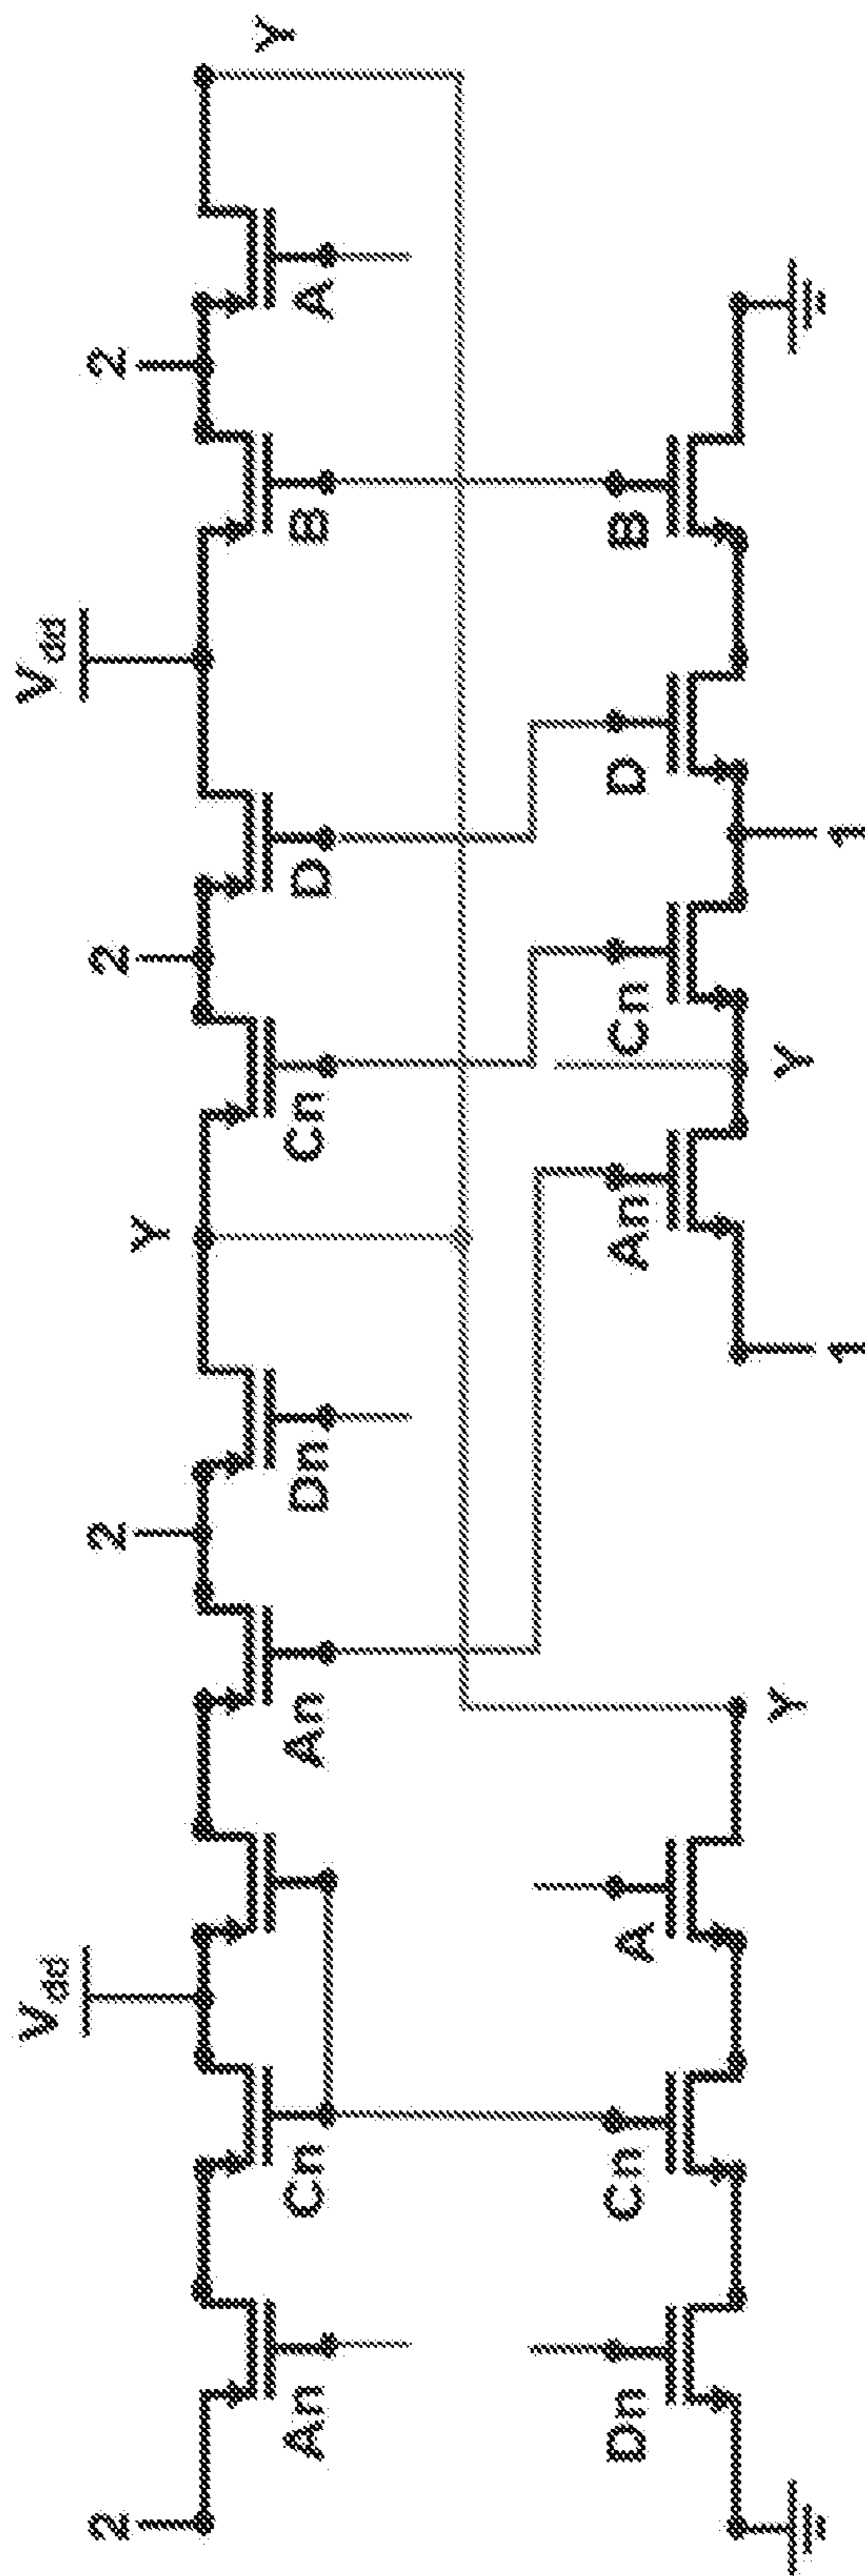 Vdd Vdd
2 2 2 2
Y
Y
An Cn An Dn Cn D B A
Dn Cn A An Cn D B
Y Y
1 1